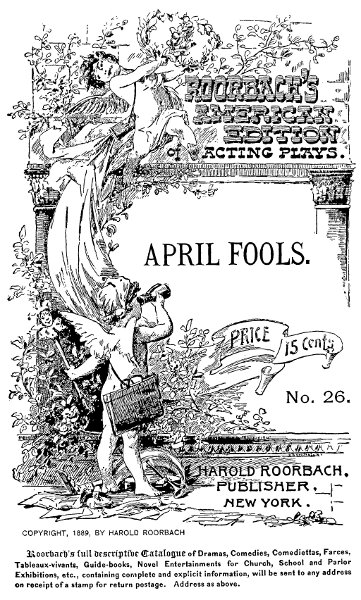 ROORBACH'S
AMERICAN
EDITION
OF ACTING PLAYS.
APRIL FOOLS.
PRICE 15 Cents
No. 26.
HAROLD ROORBACH,
PUBLISHER.
NEW YORK.
COPYRIGHT, 1889, BY HAROLD ROORBACH
Roorbach's full descriptive Catalogue of Dramas, Comedies, Comediettas, Farces,
Tableaux-vivants, Guide-books, Novel Entertainments for Church, School and Parlor
Exhibitions, etc., containing complete and explicit information, will be sent to any address
on receipt of a stamp for return postage. Address as above.